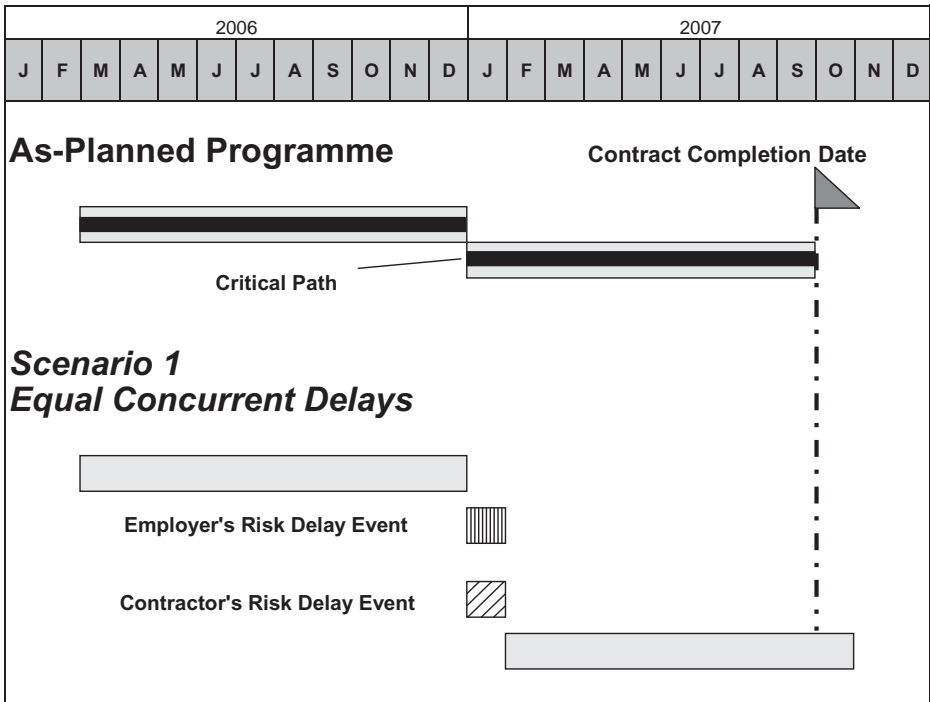 2006 2007
J F M A M J J A S O N D J F M A M J J A S O N D
As-Planned Programme
Contract Completion Date
Critical Path
Scenario 1
Equal Concurrent Delays
Employer's Risk Delay Event
Contractor's Risk Delay Event